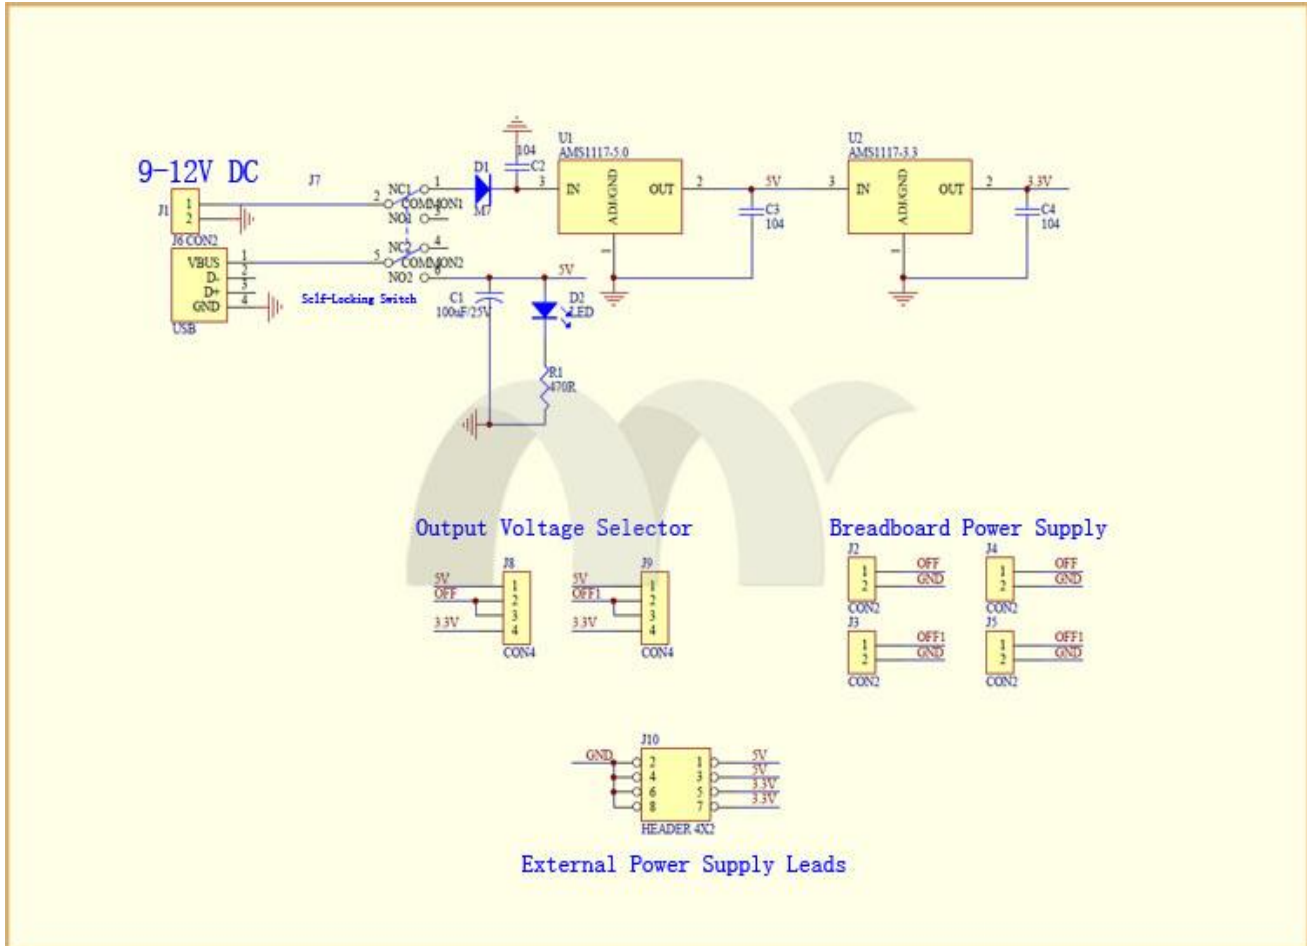 9-12V DC
J7
J1
1
2
J6 CON2
VBUS 1
D- 2
D+ 3
GND 4
USB
2
NC1 1
COMMON1
NO1 3
NC2 4
5
COMMON2
NO2 6
Self-Locking Switch
D1
M7
104
C2
U1
AMS1117-5.0
3 IN ADJ/GND OUT 2
1
5V
C3
104
U2
AMS1117-3.3
3 IN ADJ/GND OUT 2
1
3.3V
C4
104
5V
C1
100uF/25V
D2
LED
R1
470R
Output Voltage Selector
J8
5V 1
OFF 2
3
3.3V 4
CON4
J9
5V 1
OFF1 2
3
3.3V 4
CON4
Breadboard Power Supply
J2
1 OFF
2 GND
CON2
J4
1 OFF
2 GND
CON2
J3
1 OFF1
2 GND
CON2
J5
1 OFF1
2 GND
CON2
J10
GND 2 1 5V
4 3 5V
6 5 3.3V
8 7 3.3V
HEADER 4X2
External Power Supply Leads